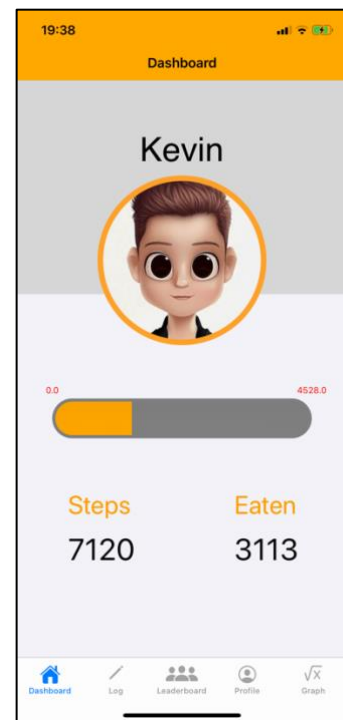 19:38
Dashboard
Kevin
0.0 4528.0
Steps Eaten
7120 3113
Dashboard Log Leaderboard Profile Graph